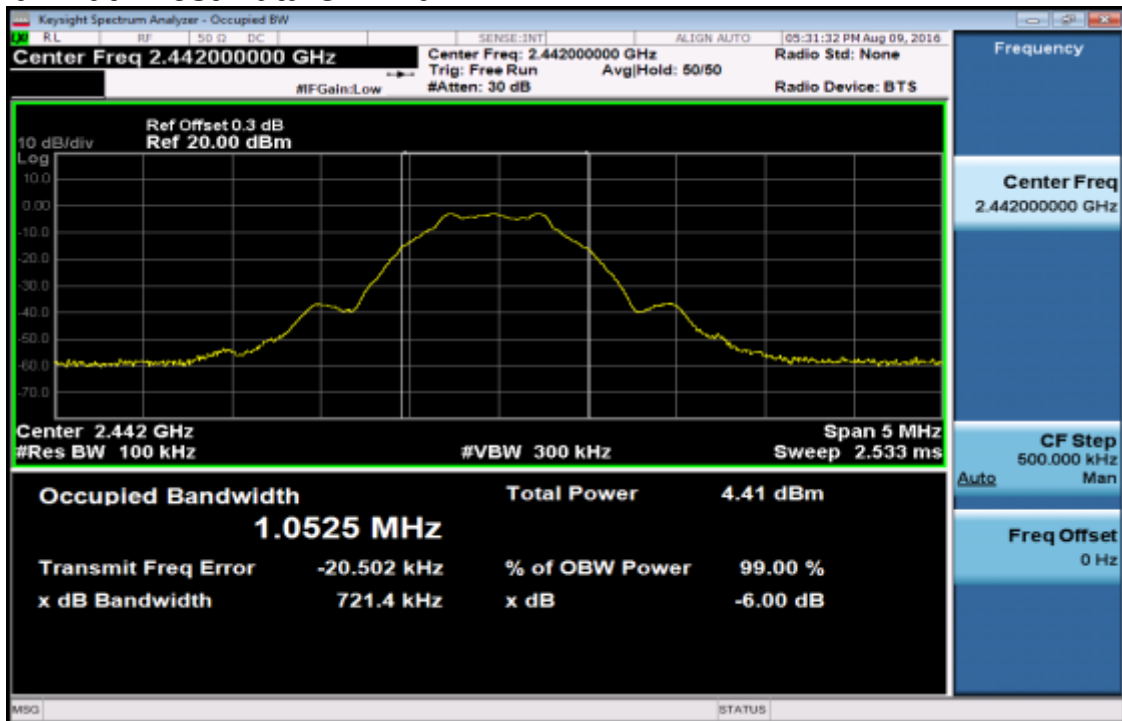 Keysight Spectrum Analyzer - Occupied BW
RL RF 50 Ω DC SENSE:INT ALIGN AUTO 05:31:32 PM Aug 09, 2016
Center Freq 2.442000000 GHz
Center Freq: 2.442000000 GHz
Radio Std: None
Trig: Free Run Avg|Hold: 50/50
#IFGain:Low #Atten: 30 dB Radio Device: BTS
Ref Offset 0.3 dB
10 dB/div Ref 20.00 dBm
Log
10.0
0.00
-10.0
-20.0
-30.0
-40.0
-50.0
-60.0
-70.0
Center 2.442 GHz Span 5 MHz
#Res BW 100 kHz #VBW 300 kHz Sweep 2.533 ms
Occupied Bandwidth Total Power 4.41 dBm
1.0525 MHz
Transmit Freq Error -20.502 kHz % of OBW Power 99.00 %
x dB Bandwidth 721.4 kHz x dB -6.00 dB
MSG STATUS
Frequency
Center Freq
2.442000000 GHz
CF Step
500.000 kHz
Auto Man
Freq Offset
0 Hz